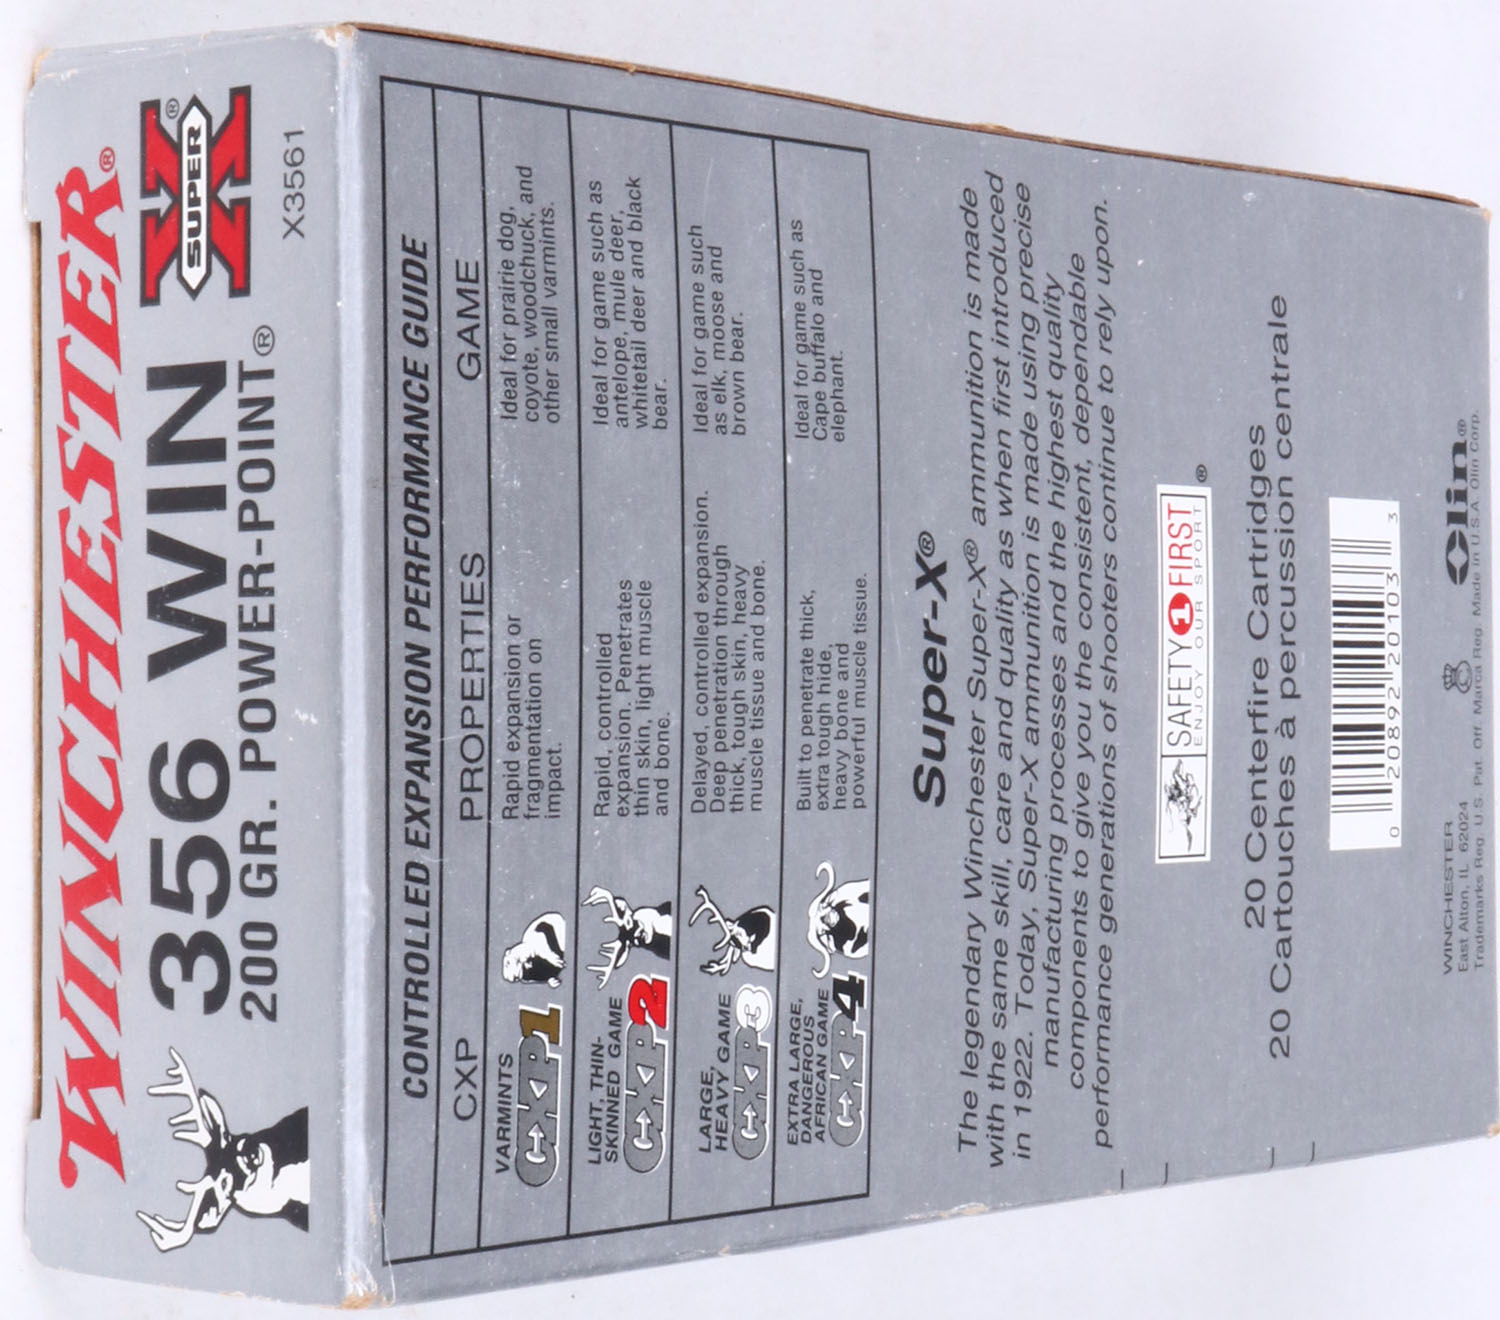 WINCHESTER®
356 WIN
200 GR. POWER-POINT®
SUPER X®
X3561
CONTROLLED EXPANSION PERFORMANCE GUIDE
CXP PROPERTIES GAME
VARMINTS
CXP1
Rapid expansion or
fragmentation on
impact.
Ideal for prairie dog,
coyote, woodchuck, and
other small varmints.
LIGHT, THIN-
SKINNED GAME
CXP2
Rapid, controlled
expansion. Penetrates
thin skin, light muscle
and bone.
Ideal for game such as
antelope, mule deer,
whitetail deer and black
bear.
LARGE,
HEAVY GAME
CXP3
Delayed, controlled expansion.
Deep penetration through
thick, tough skin, heavy
muscle tissue and bone.
Ideal for game such
as elk, moose and
brown bear.
EXTRA LARGE,
DANGEROUS
AFRICAN GAME
CXP4
Built to penetrate thick,
extra tough hide,
heavy bone and
powerful muscle tissue.
Ideal for game such as
Cape buffalo and
elephant.
Super-X®
The legendary Winchester Super-X® ammunition is made
with the same skill, care and quality as when first introduced
in 1922. Today, Super-X ammunition is made using precise
manufacturing processes and the highest quality
components to give you the consistent, dependable
performance generations of shooters continue to rely upon.
SAFETY 1 FIRST
ENJOY OUR SPORT®
20 Centerfire Cartridges
20 Cartouches à percussion centrale
0 20892 20103 3
WINCHESTER
East Alton, IL 62024
Trademarks Reg. U.S. Pat. Off. Marca Reg. Made in U.S.A. Olin Corp.
Olin®